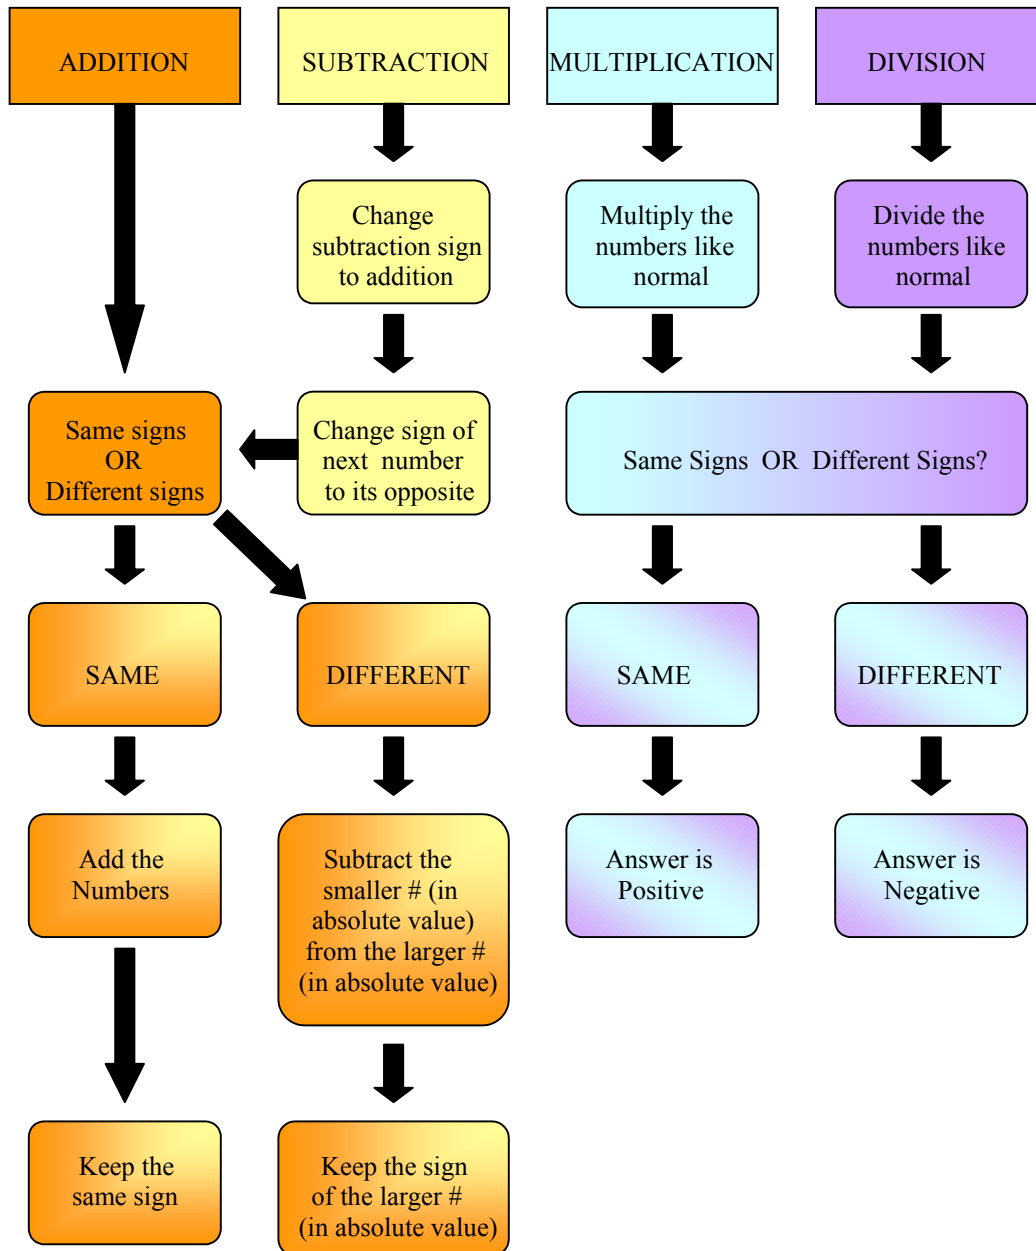 ADDITION
SUBTRACTION
MULTIPLICATION
DIVISION
Change
subtraction sign
to addition
Multiply the
numbers like
normal
Divide the
numbers like
normal
Same signs
OR
Different signs
Change sign of
next number
to its opposite
Same Signs OR Different Signs?
SAME
DIFFERENT
SAME
DIFFERENT
Add the
Numbers
Subtract the
smaller # (in
absolute value)
from the larger #
(in absolute value)
Answer is
Positive
Answer is
Negative
Keep the
same sign
Keep the sign
of the larger #
(in absolute value)